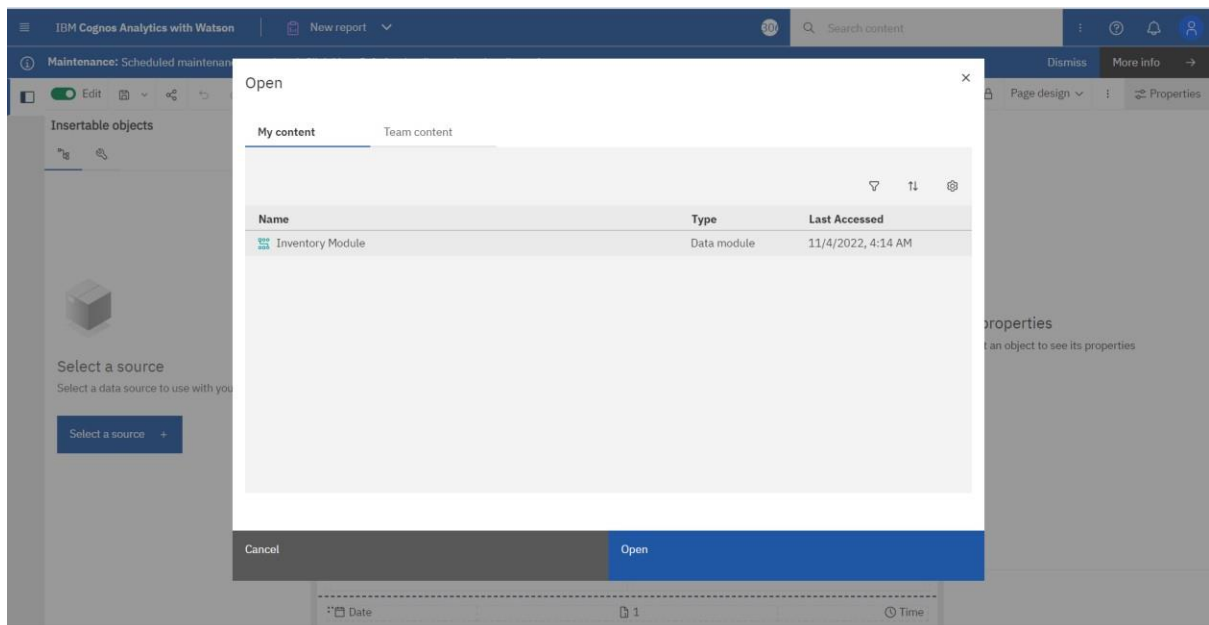 IBM Cognos Analytics with Watson
New report
30
Search content
Maintenance: Scheduled maintenan
Dismiss
More info
Edit
Page design
Properties
Insertable objects
Open
My content
Team content
Name Type Last Accessed
Inventory Module Data module 11/4/2022, 4:14 AM
Select a source
Select a data source to use with you
Select a source +
properties
t an object to see its properties
Cancel
Open
Date
1
Time